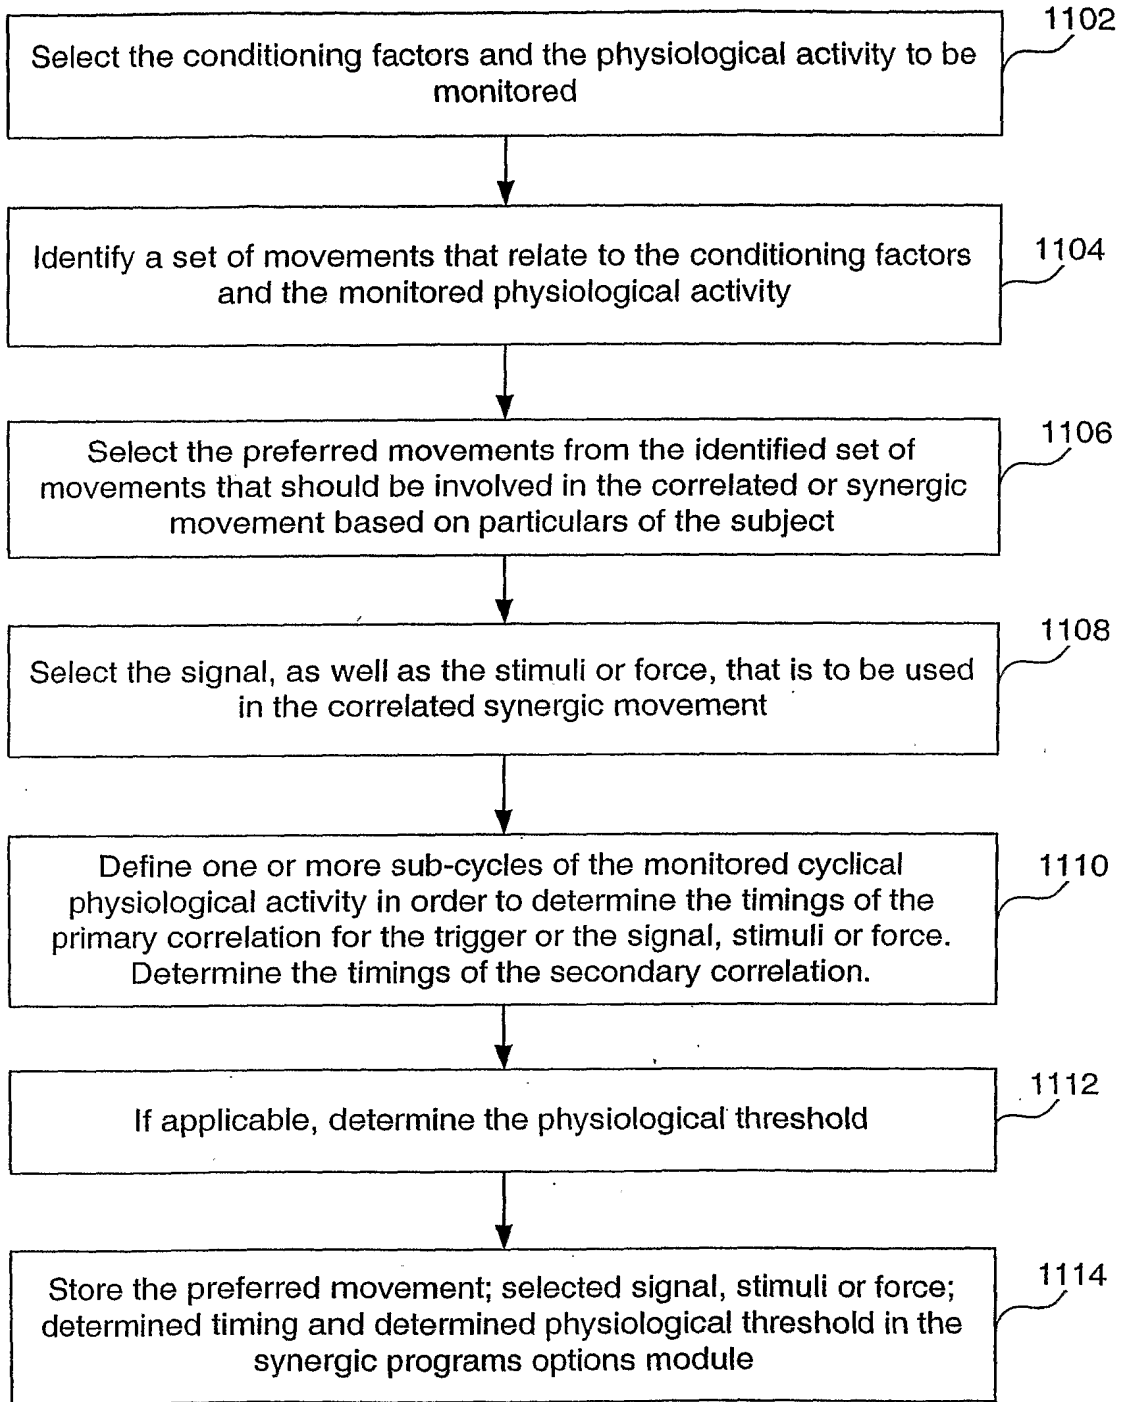 1102
Select the conditioning factors and the physiological activity to be
monitored
1104
Identify a set of movements that relate to the conditioning factors
and the monitored physiological activity
1106
Select the preferred movements from the identified set of
movements that should be involved in the correlated or synergic
movement based on particulars of the subject
1108
Select the signal, as well as the stimuli or force, that is to be used
in the correlated synergic movement
1110
Define one or more sub-cycles of the monitored cyclical
physiological activity in order to determine the timings of the
primary correlation for the trigger or the signal, stimuli or force.
Determine the timings of the secondary correlation.
1112
If applicable, determine the physiological threshold
1114
Store the preferred movement; selected signal, stimuli or force;
determined timing and determined physiological threshold in the
synergic programs options module